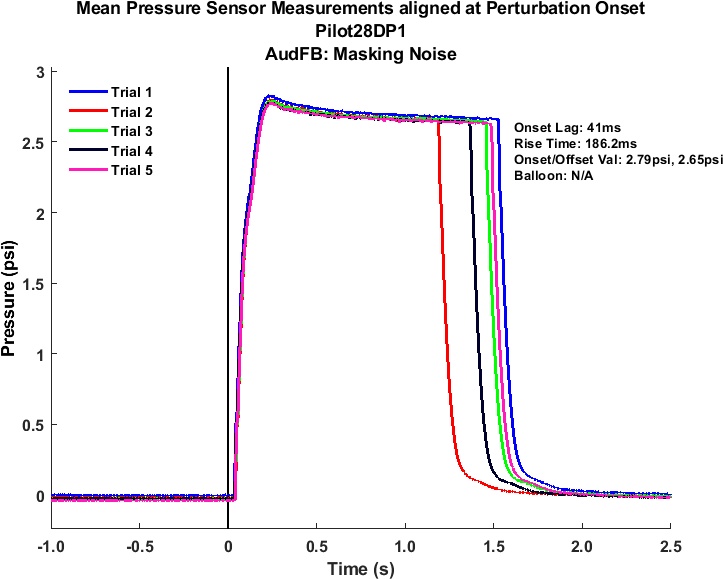 Mean Pressure Sensor Measurements aligned at Perturbation Onset
Pilot28DP1
AudFB: Masking Noise
Trial 1
Trial 2
Trial 3
Trial 4
Trial 5
Onset Lag: 41ms
Rise Time: 186.2ms
Onset/Offset Val: 2.79psi, 2.65psi
Balloon: N/A
Pressure (psi)
3
2.5
2
1.5
1
0.5
0
-1.0 -0.5 0 0.5 1.0 1.5 2.0 2.5
Time (s)